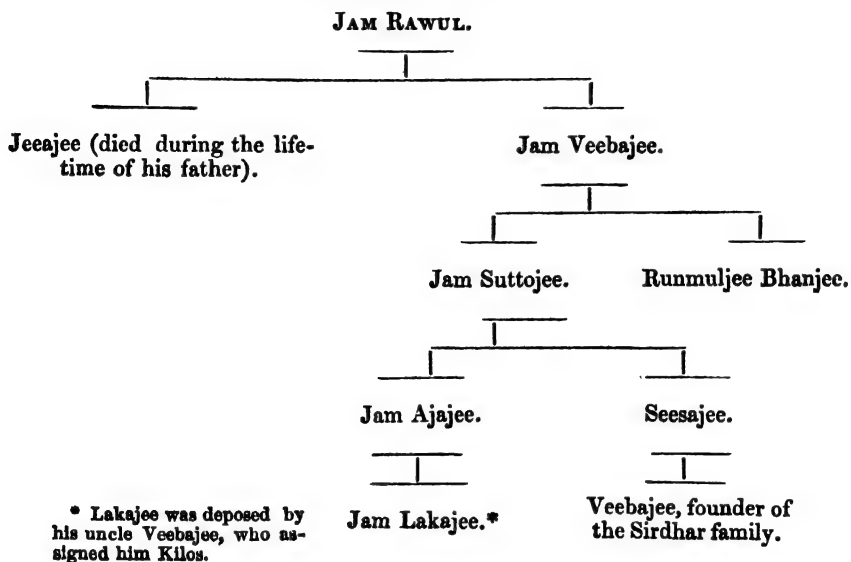 JAM RAWUL.
Jeeajee (died during the life-
time of his father).
Jam Veebajee.
Jam Suttojee.
Runmuljee Bhanjee.
Jam Ajajee.
Seesajee.
* Lakajee was deposed by
his uncle Veebajee, who as-
signed him Kilos.
Jam Lakajee.*
Veebajee, founder of
the Sirdhar family.